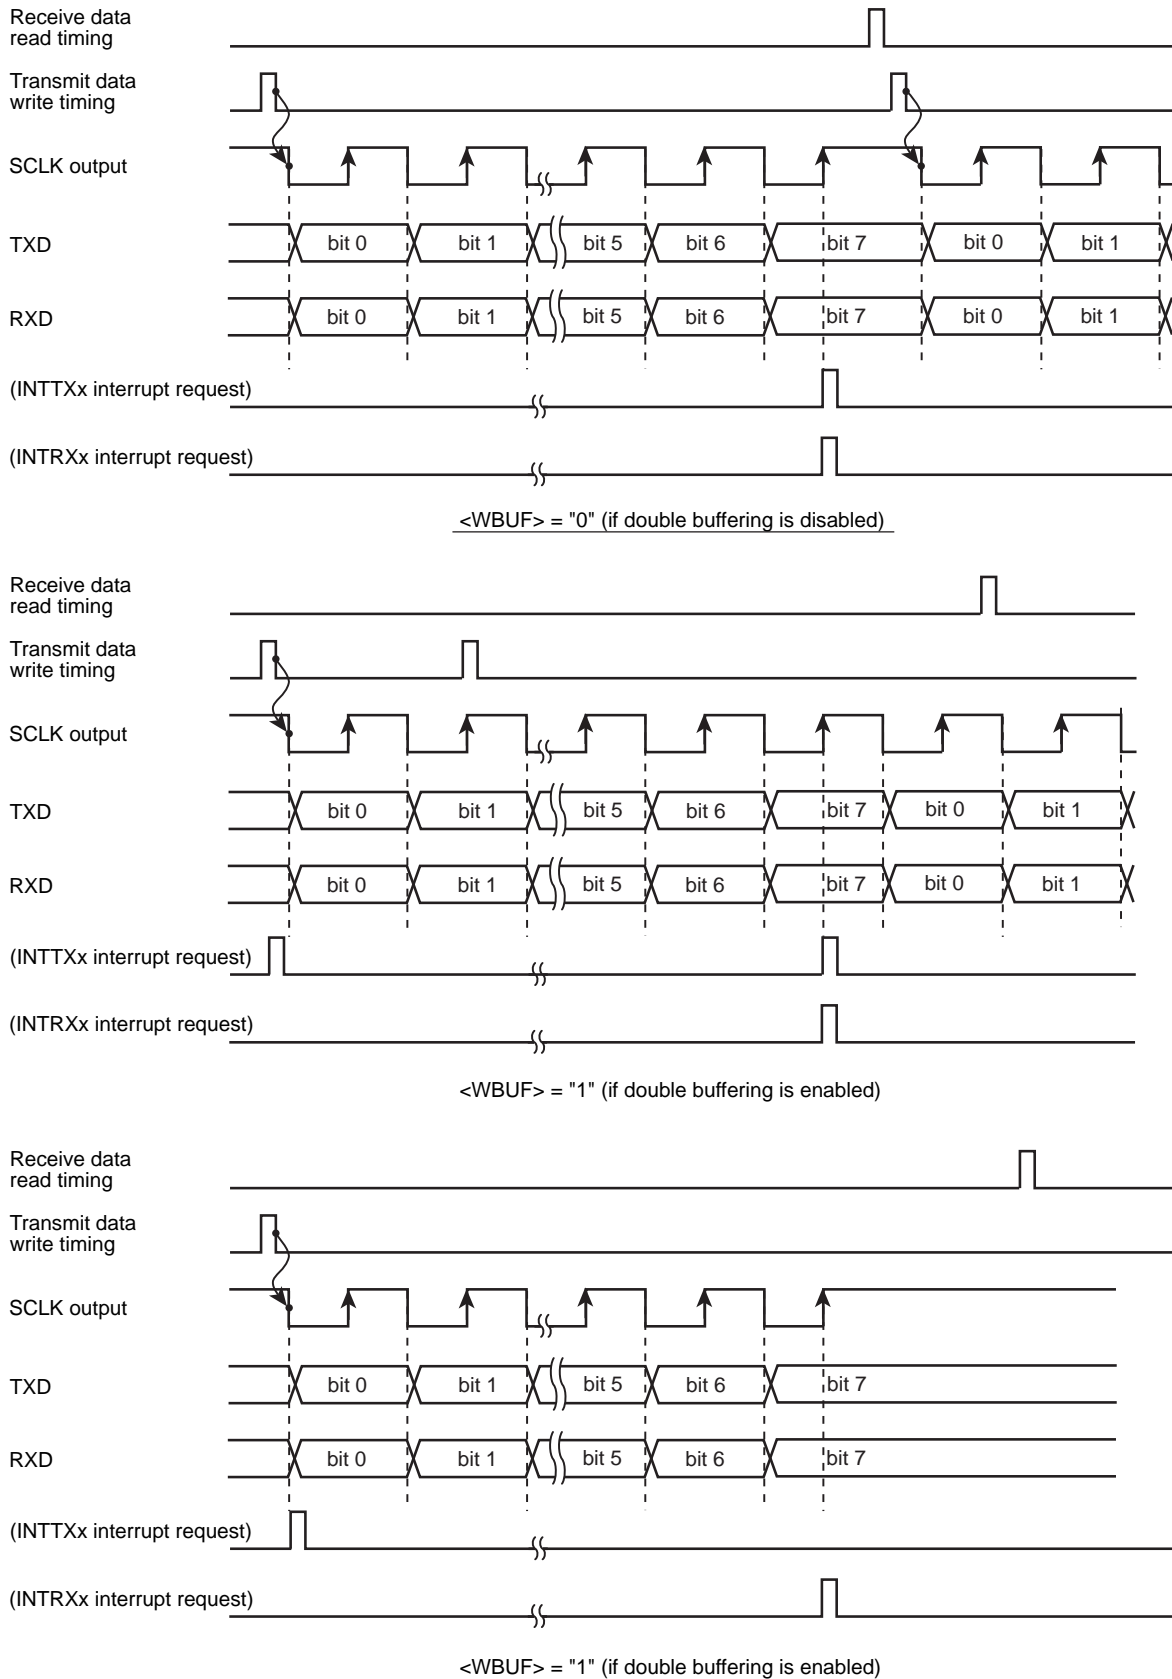 Receive data
read timing
Transmit data
write timing
SCLK output
TXD
bit 0 bit 1 bit 5 bit 6 bit 7 bit 0 bit 1
RXD
bit 0 bit 1 bit 5 bit 6 bit 7 bit 0 bit 1
(INTTXx interrupt request)
(INTRXx interrupt request)
<WBUF> = "0" (if double buffering is disabled)
Receive data
read timing
Transmit data
write timing
SCLK output
TXD
bit 0 bit 1 bit 5 bit 6 bit 7 bit 0 bit 1
RXD
bit 0 bit 1 bit 5 bit 6 bit 7 bit 0 bit 1
(INTTXx interrupt request)
(INTRXx interrupt request)
<WBUF> = "1" (if double buffering is enabled)
Receive data
read timing
Transmit data
write timing
SCLK output
TXD
bit 0 bit 1 bit 5 bit 6 bit 7
RXD
bit 0 bit 1 bit 5 bit 6 bit 7
(INTTXx interrupt request)
(INTRXx interrupt request)
<WBUF> = "1" (if double buffering is enabled)